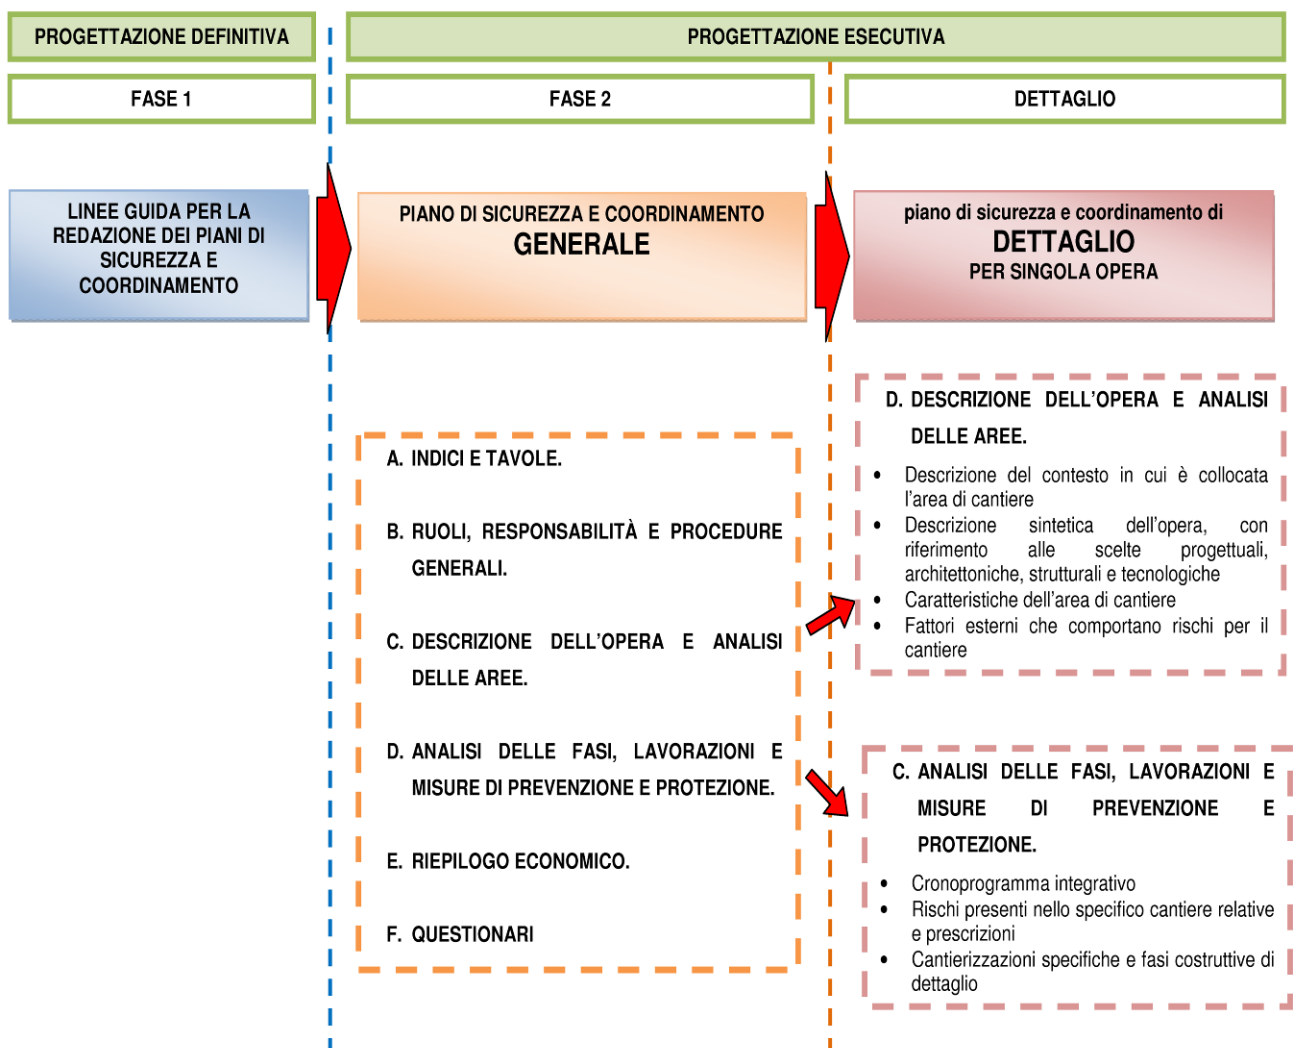 PROGETTAZIONE DEFINITIVA
PROGETTAZIONE ESECUTIVA
FASE 1
FASE 2
DETTAGLIO
LINEE GUIDA PER LA
REDAZIONE DEI PIANI DI
SICUREZZA E
COORDINAMENTO
PIANO DI SICUREZZA E COORDINAMENTO
GENERALE
piano di sicurezza e coordinamento di
DETTAGLIO
PER SINGOLA OPERA
A. INDICI E TAVOLE.
B. RUOLI, RESPONSABILITÀ E PROCEDURE
GENERALI.
C. DESCRIZIONE DELL'OPERA E ANALISI
DELLE AREE.
D. ANALISI DELLE FASI, LAVORAZIONI E
MISURE DI PREVENZIONE E PROTEZIONE.
E. RIEPILOGO ECONOMICO.
F. QUESTIONARI
D. DESCRIZIONE DELL'OPERA E ANALISI
DELLE AREE.
• Descrizione del contesto in cui è collocata
l'area di cantiere
• Descrizione sintetica dell'opera, con
riferimento alle scelte progettuali,
architettoniche, strutturali e tecnologiche
• Caratteristiche dell'area di cantiere
• Fattori esterni che comportano rischi per il
cantiere
C. ANALISI DELLE FASI, LAVORAZIONI E
MISURE DI PREVENZIONE E
PROTEZIONE.
• Cronoprogramma integrativo
• Rischi presenti nello specifico cantiere relative
e prescrizioni
• Cantierizzazioni specifiche e fasi costruttive di
dettaglio